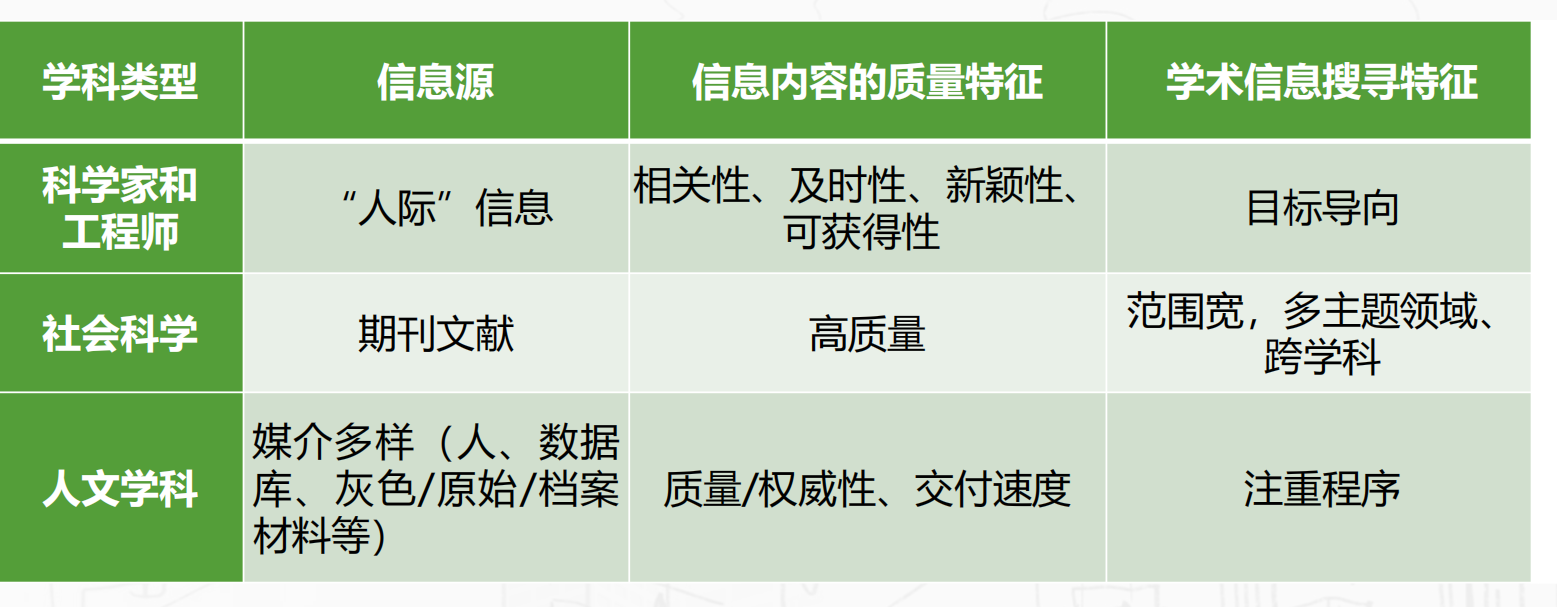 学科类型
信息源
信息内容的质量特征
学术信息搜寻特征
科学家和
工程师
“人际”信息
相关性、及时性、新颖性、
可获得性
目标导向
社会科学
期刊文献
高质量
范围宽，多主题领域、
跨学科
人文学科
媒介多样（人、数据
库、灰色/原始/档案
材料等）
质量/权威性、交付速度
注重程序